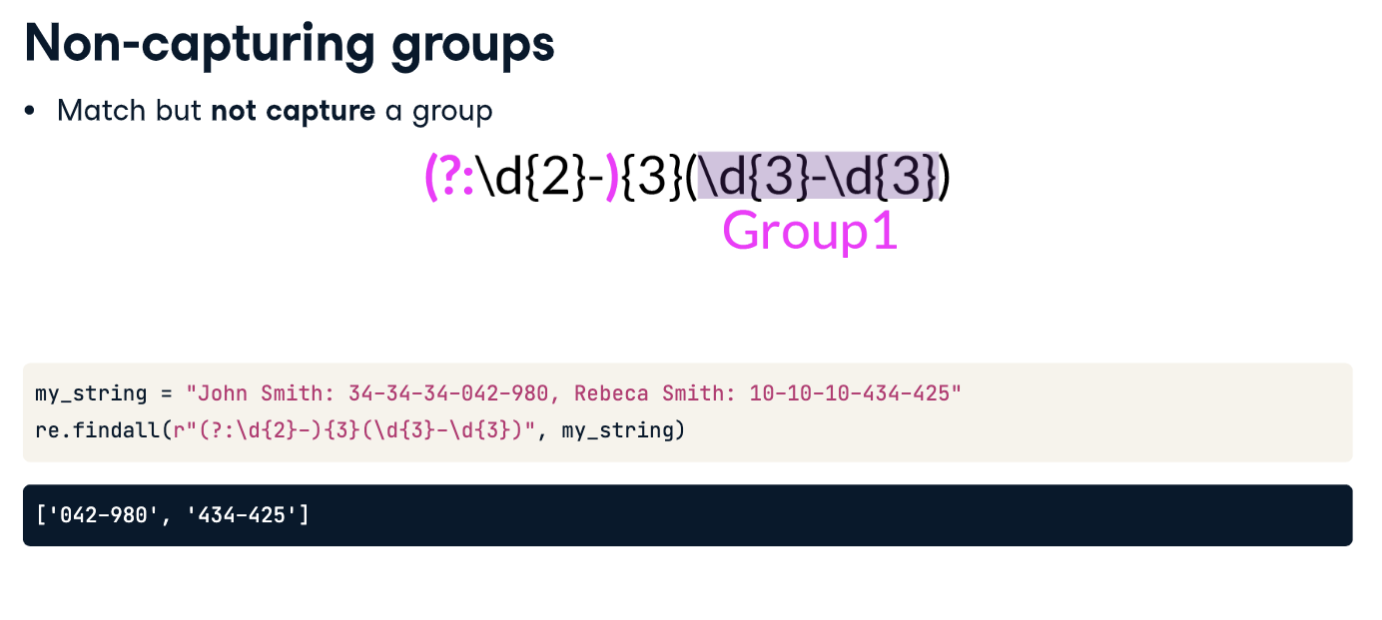 Non-capturing groups
• Match but not capture a group
(?:\d{2}-){3}(\d{3}-\d{3})
Group1
my_string = "John Smith: 34-34-34-042-980, Rebeca Smith: 10-10-10-434-425"
re.findall(r"(?:\d{2}-){3}(\d{3}-\d{3})", my_string)
['042-980', '434-425']